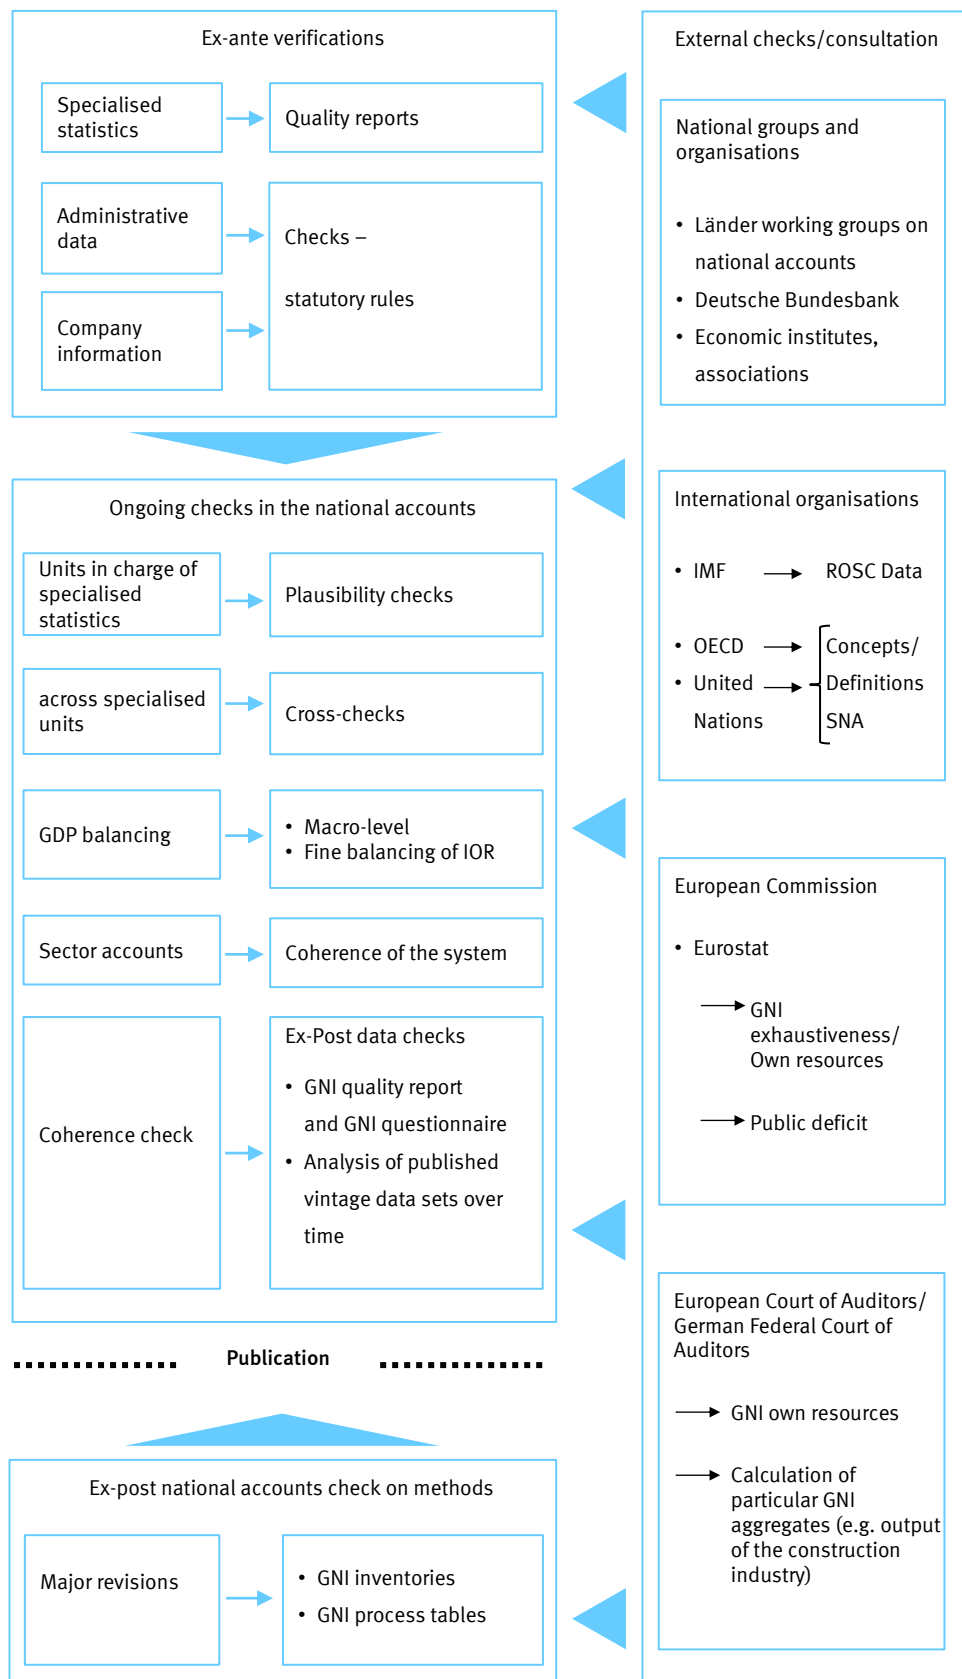 Ex-ante verifications
Specialised
statistics
Quality reports
Administrative
data
Checks –
statutory rules
Company
information
Ongoing checks in the national accounts
Units in charge of
specialised
statistics
Plausibility checks
across specialised
units
Cross-checks
GDP balancing
• Macro-level
• Fine balancing of IOR
Sector accounts
Coherence of the system
Coherence check
Ex-Post data checks
• GNI quality report
and GNI questionnaire
• Analysis of published
vintage data sets over
time
Publication
Ex-post national accounts check on methods
Major revisions
• GNI inventories
• GNI process tables
External checks/consultation
National groups and
organisations
• Länder working groups on
national accounts
• Deutsche Bundesbank
• Economic institutes,
associations
International organisations
• IMF
ROSC Data
• OECD
• United
Nations
Concepts/
Definitions
SNA
European Commission
• Eurostat
GNI
exhaustiveness/
Own resources
Public deficit
European Court of Auditors/
German Federal Court of
Auditors
GNI own resources
Calculation of
particular GNI
aggregates (e.g. output
of the construction
industry)